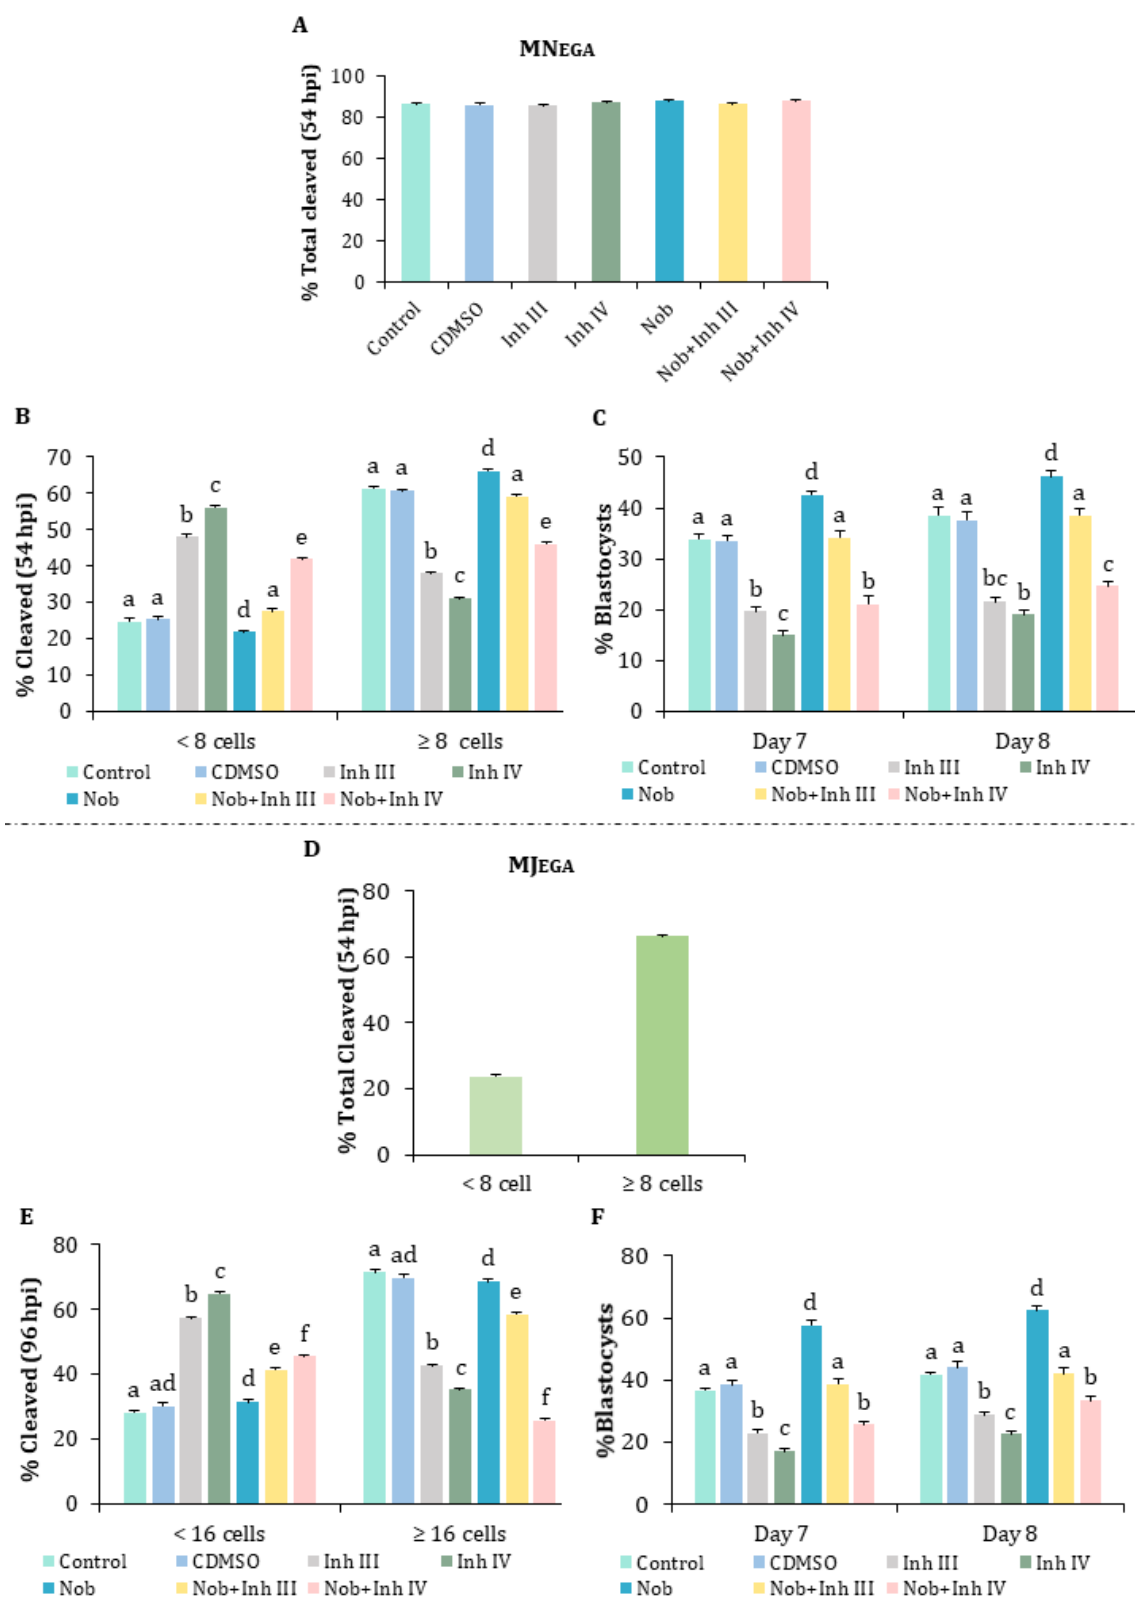 A
MNEGA
% Total cleaved (54 hpi)
100
80
60
40
20
0
Control
CDMSO
Inh III
Inh IV
Nob
Nob+Inh III
Nob+Inh IV
B
% Cleaved (54 hpi)
70
60
50
40
30
20
10
0
a a b c d a e
a a b c d a e
< 8 cells
≥ 8 cells
Control CDMSO Inh III Inh IV
Nob Nob+Inh III Nob+Inh IV
C
% Blastocysts
50
40
30
20
10
0
a a b c d a b
a a bc b d a c
Day 7
Day 8
Control CDMSO Inh III Inh IV
Nob Nob+Inh III Nob+Inh IV
D
MJEGA
% Total Cleaved (54 hpi)
80
60
40
20
0
< 8 cell
≥ 8 cells
E
% Cleaved (96 hpi)
80
60
40
20
0
a ad b c d e f
a ad b c d e f
< 16 cells
≥ 16 cells
Control CDMSO Inh III Inh IV
Nob Nob+Inh III Nob+Inh IV
F
%Blastocysts
80
60
40
20
0
a a b c d a b
a a b c d a b
Day 7
Day 8
Control CDMSO Inh III Inh IV
Nob Nob+Inh III Nob+Inh IV